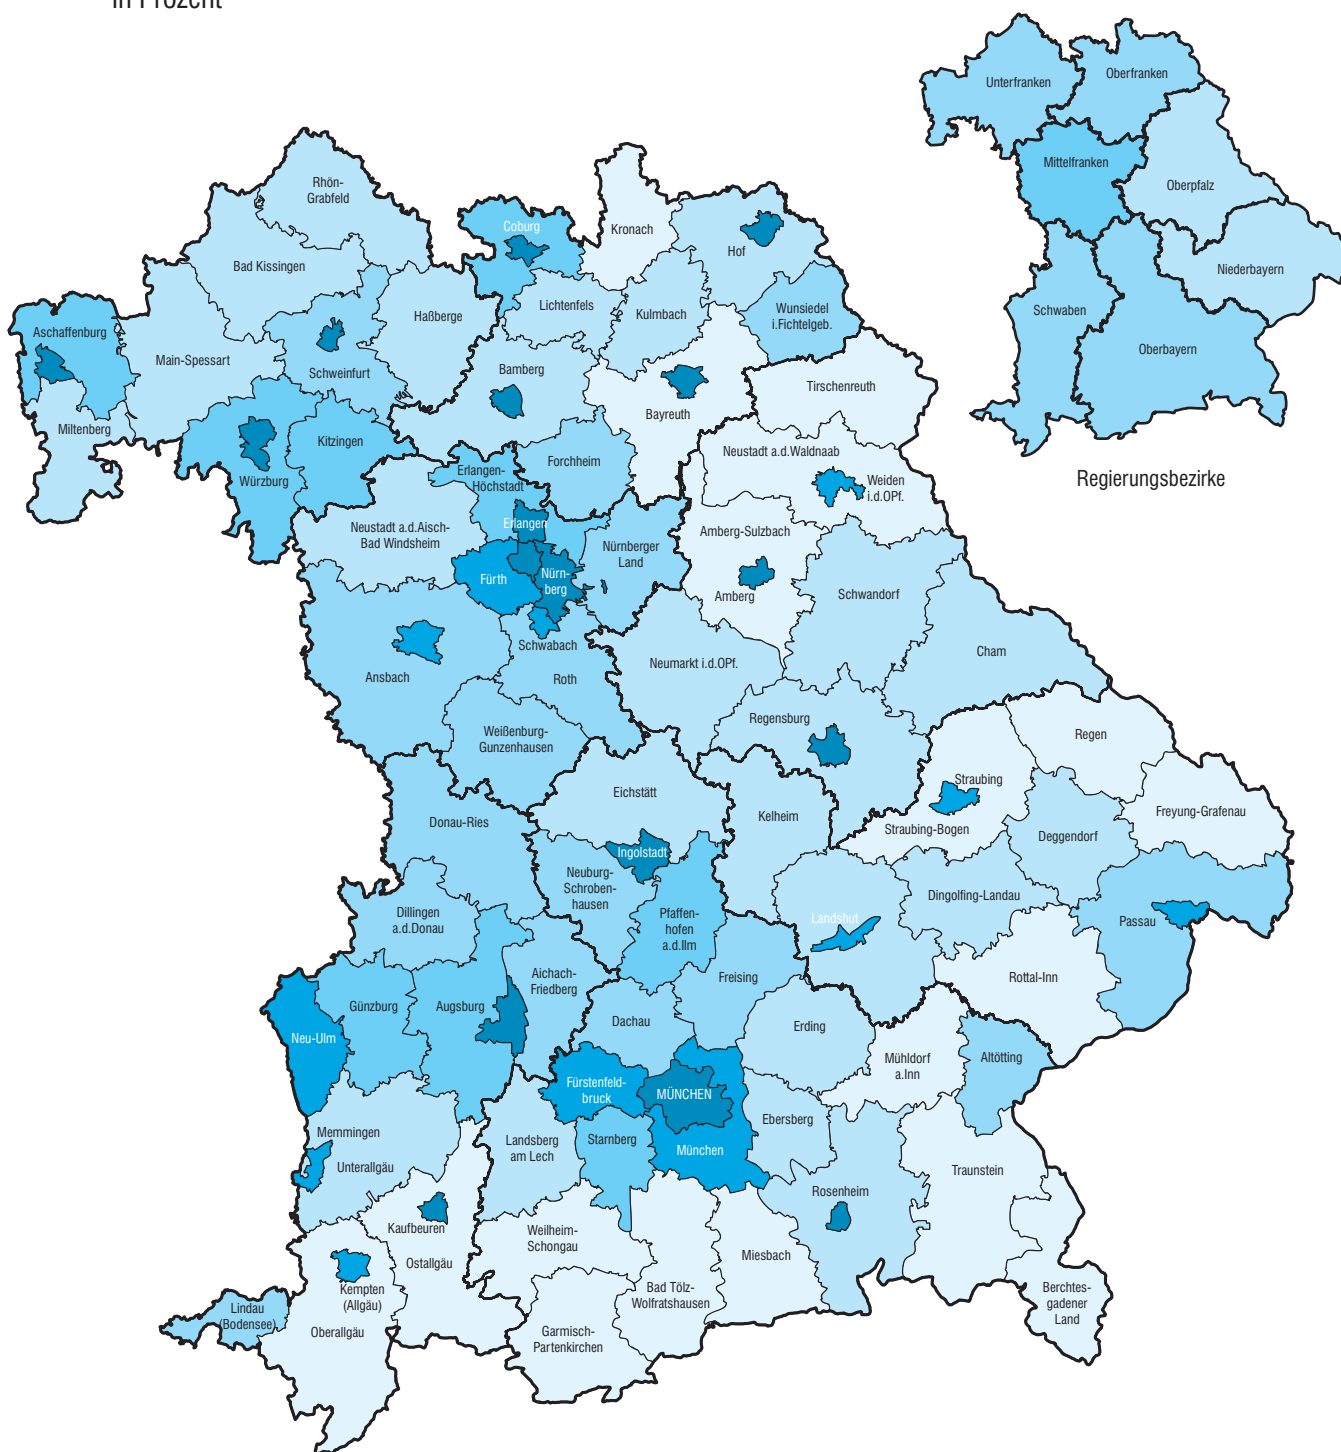 in Prozent
Unterfranken
Oberfranken
Mittelfranken
Oberpfalz
Niederbayern
Schwaben
Oberbayern
Regierungsbezirke
Rhön-
Grabfeld
Bad Kissingen
Coburg
Kronach
Hof
Lichtenfels
Kulmbach
Wunsiedel
i.Fichtelgeb.
Haßberge
Aschaffenburg
Main-Spessart
Schweinfurt
Bamberg
Bayreuth
Tirschenreuth
Miltenberg
Würzburg
Kitzingen
Erlangen-
Höchstadt
Forchheim
Neustadt a.d.Waldnaab
Weiden
i.d.OPf.
Neustadt a.d.Aisch-
Bad Windsheim
Erlangen
Fürth
Nürn-
berg
Nürnberger
Land
Amberg-Sulzbach
Amberg
Schwandorf
Cham
Ansbach
Schwabach
Roth
Neumarkt i.d.OPf.
Weißenburg-
Gunzenhausen
Regensburg
Regen
Straubing
Straubing-Bogen
Freyung-Grafenau
Deggendorf
Eichstätt
Kelheim
Donau-Ries
Ingolstadt
Neuburg-
Schroben-
hausen
Pfaffen-
hofen
a.d.Ilm
Dingolfing-Landau
Landshut
Passau
Dillingen
a.d.Donau
Aichach-
Friedberg
Freising
Rottal-Inn
Günzburg
Augsburg
Neu-Ulm
Dachau
Erding
Mühldorf
a.Inn
Altötting
Fürstenfeld-
bruck
MÜNCHEN
München
Ebersberg
Starnberg
Landsberg
am Lech
Memmingen
Unterallgäu
Traunstein
Rosenheim
Kaufbeuren
Ostallgäu
Weilheim-
Schongau
Miesbach
Bad Tölz-
Wolfratshausen
Kempten
(Allgäu)
Oberallgäu
Lindau
(Bodensee)
Garmisch-
Partenkirchen
Berchtes-
gadener
Land